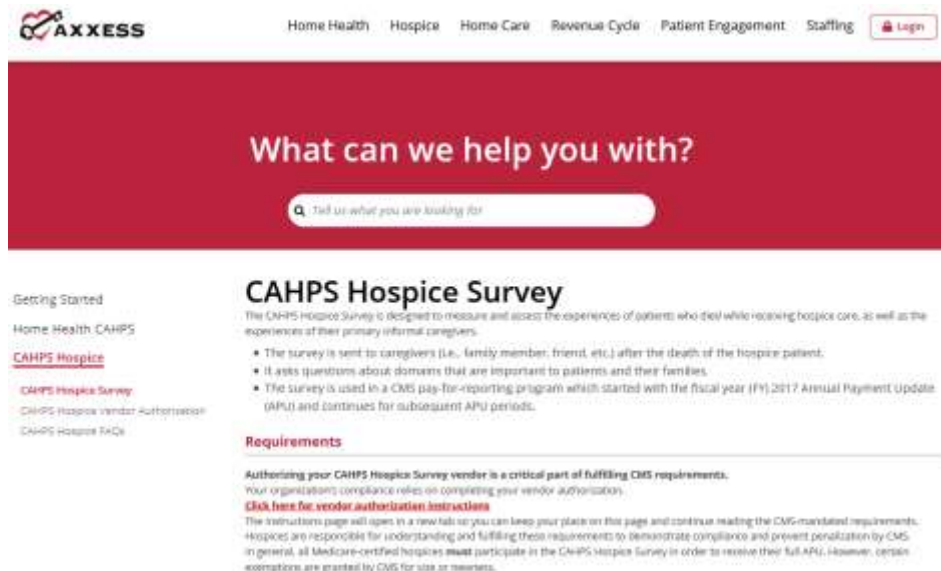 AXXESS
Home Health Hospice Home Care Revenue Cycle Patient Engagement Staffing Login
What can we help you with?
Tell us what you are looking for
Getting Started
Home Health CAHPS
CAHPS Hospice
CAHPS Hospice Survey
CAHPS Hospice Vendor Authorization
CAHPS Hospice FAQs
CAHPS Hospice Survey
The CAHPS Hospice Survey is designed to measure and assess the experiences of patients who died while receiving hospice care, as well as the
experiences of their primary informal caregivers.
• The survey is sent to caregivers (i.e., family member, friend, etc.) after the death of the hospice patient.
• It asks questions about domains that are important to patients and their families.
• The survey is used in a CMS pay-for-reporting program which started with the fiscal year (FY) 2017 Annual Payment Update
(APU) and continues for subsequent APU periods.
Requirements
Authorizing your CAHPS Hospice Survey vendor is a critical part of fulfilling CMS requirements.
Your organization's compliance relies on completing your vendor authorization.
Click here for vendor authorization instructions
The instructions page will open in a new tab so you can keep your place on this page and continue reading the CMS-mandated requirements.
Hospices are responsible for understanding and fulfilling these requirements to demonstrate compliance and prevent penalization by CMS.
In general, all Medicare-certified hospices must participate in the CAHPS Hospice Survey in order to receive their full APU. However, certain
exemptions are granted by CMS for size or newness.